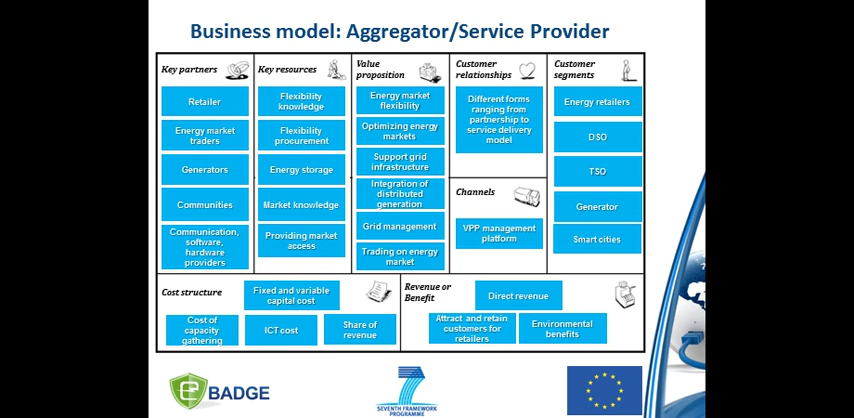 Business model: Aggregator/Service Provider
Key partners
Retailer
Energy market
traders
Generators
Communities
Communication,
software,
hardware
providers
Key resources
Flexibility
knowledge
Flexibility
procurement
Energy storage
Market knowledge
Providing market
access
Value
proposition
Energy market
flexibility
Optimizing energy
markets
Support grid
infrastructure
Integration of
distributed
generation
Grid management
Trading on energy
market
Customer
relationships
Different forms
ranging from
partnership to
service delivery
model
Channels
VPP management
platform
Customer
segments
Energy retailers
DSO
TSO
Generator
Smart cities
Cost structure
Fixed and variable
capital cost
Cost of
capacity
gathering
ICT cost
Share of
revenue
Revenue or
Benefit
Direct revenue
Attract and retain
customers for
retailers
Environmental
benefits
e BADGE
7
SEVENTH FRAMEWORK
PROGRAMME